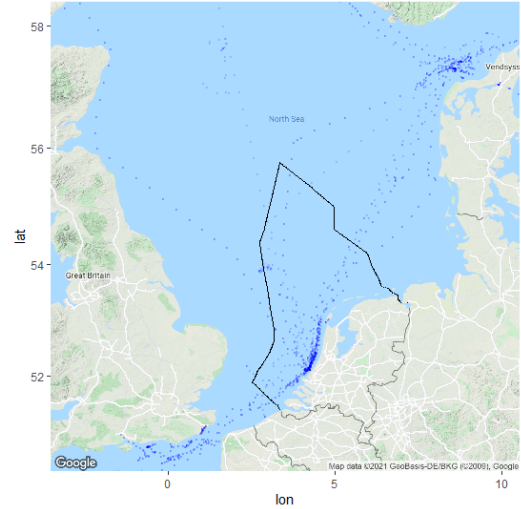 58
56
54
52
lat
North Sea
Vendsyss
Great Britain
Google
Map data ©2021 GeoBasis-DE/BKG (©2009), Google
0
5
10
lon